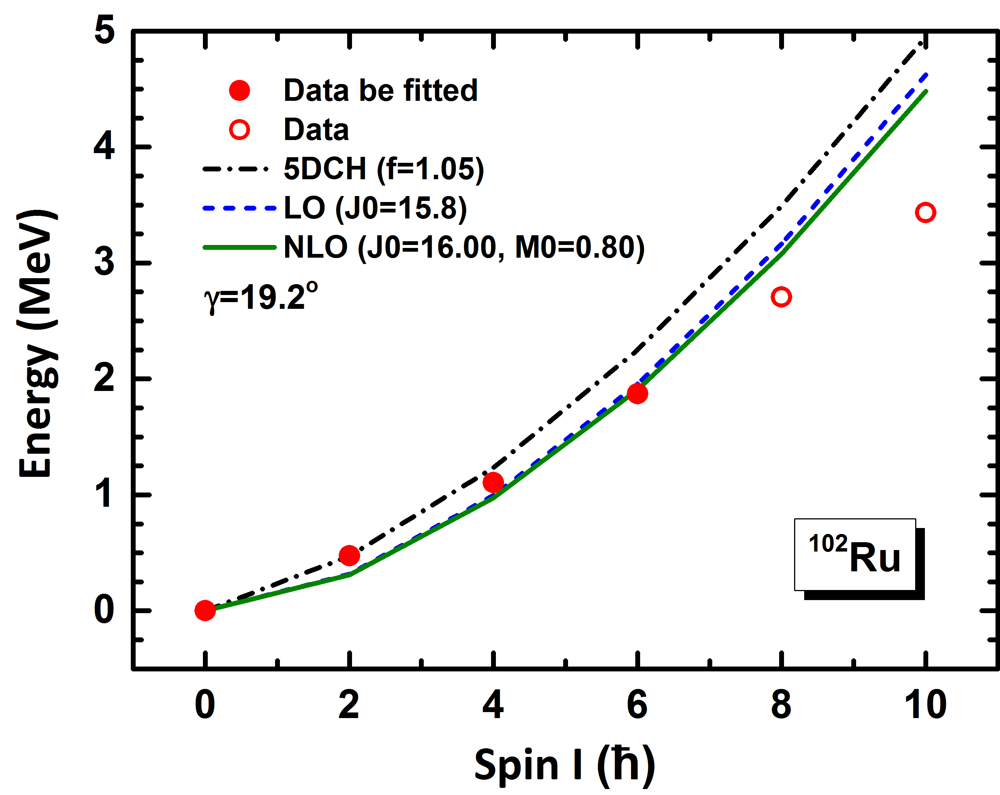 5
4
3
2
1
0
Energy (MeV)
Data be fitted
Data
5DCH (f=1.05)
LO (J0=15.8)
NLO (J0=16.00, M0=0.80)
γ=19.2°
¹⁰²Ru
0 2 4 6 8 10
Spin I (ħ)